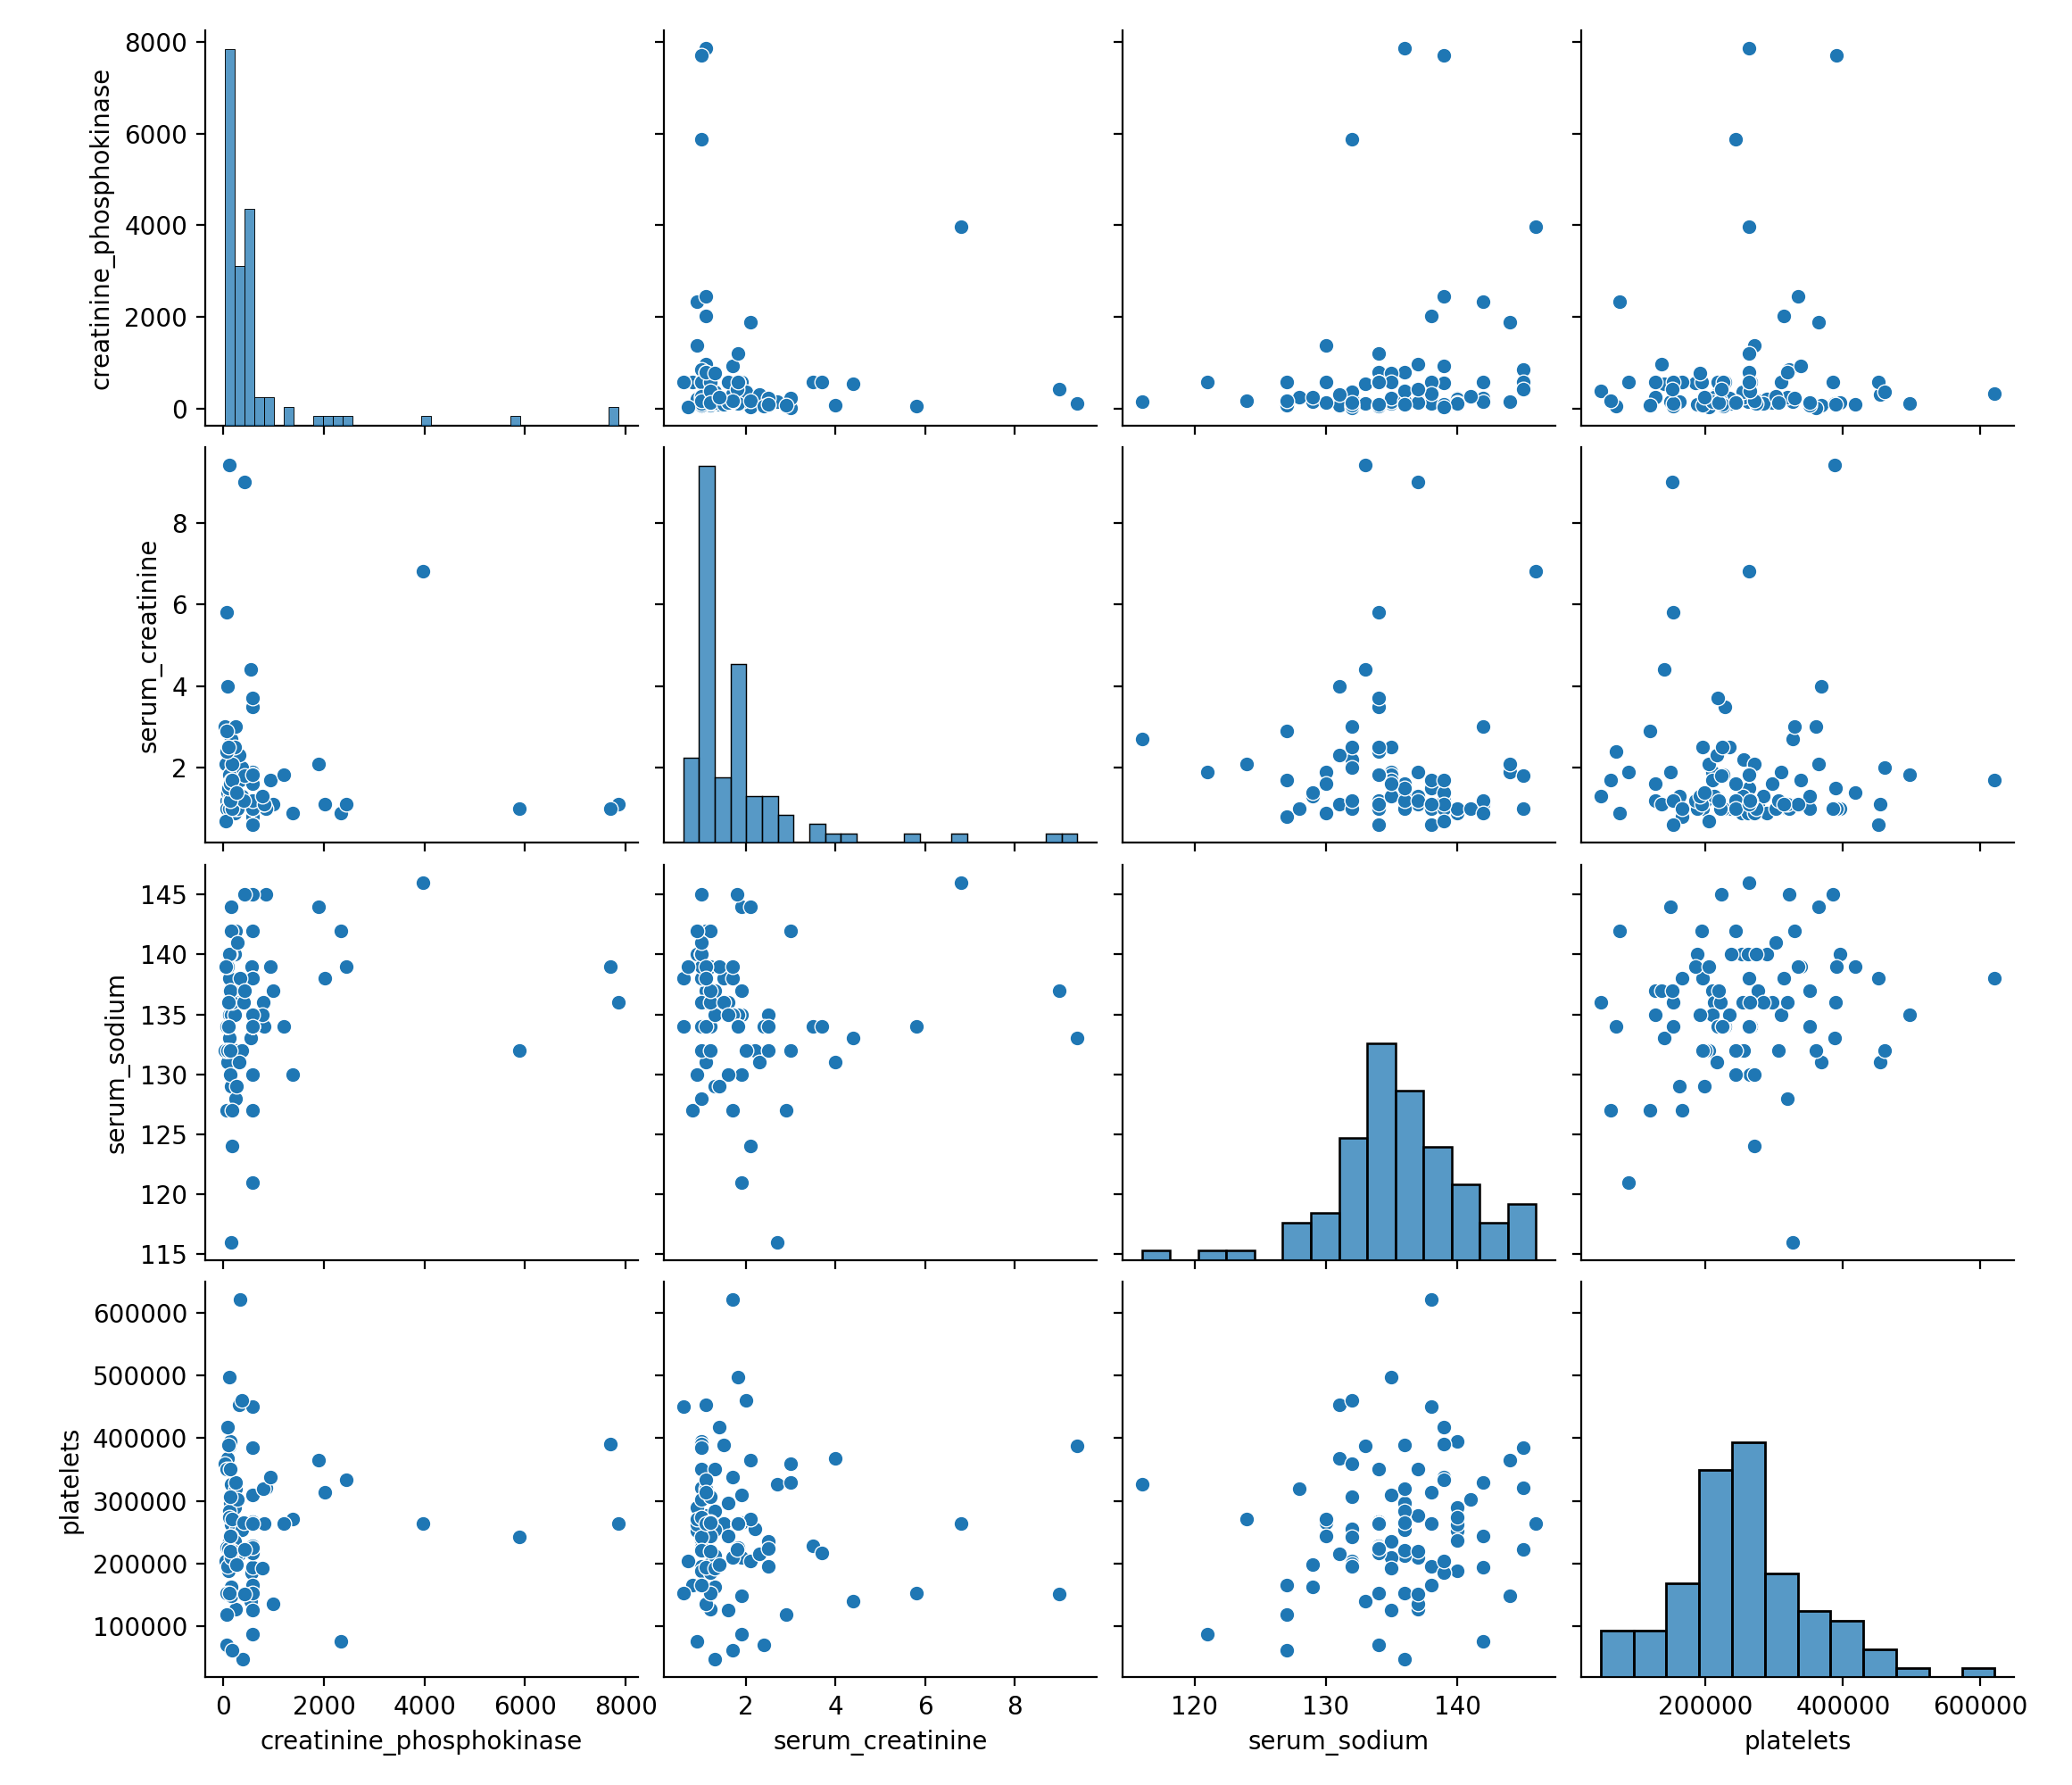 8000
6000
4000
2000
0
creatinine_phosphokinase
8
6
4
2
serum_creatinine
145
140
135
130
125
120
115
serum_sodium
600000
500000
400000
300000
200000
100000
platelets
0 2000 4000 6000 8000
creatinine_phosphokinase
2 4 6 8
serum_creatinine
120 130 140
serum_sodium
200000 400000 600000
platelets